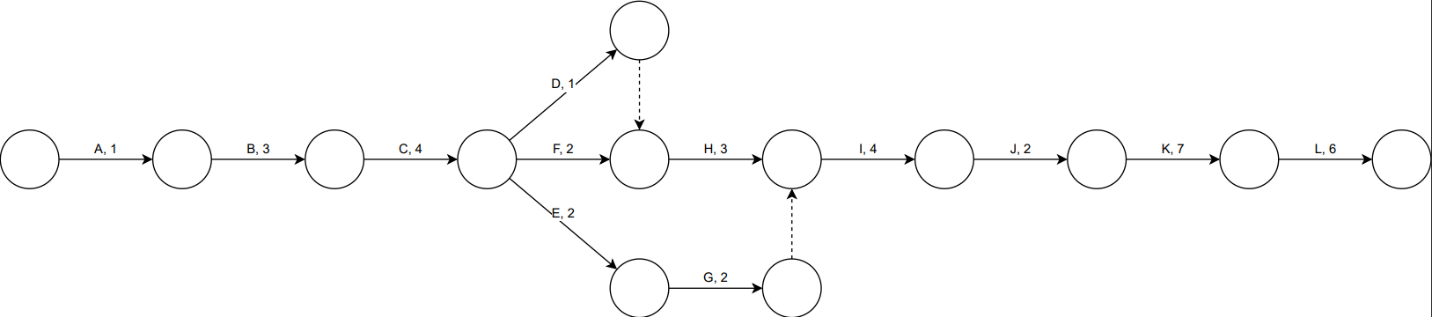 D, 1
A, 1
B, 3
C, 4
F, 2
H, 3
I, 4
J, 2
K, 7
L, 6
E, 2
G, 2